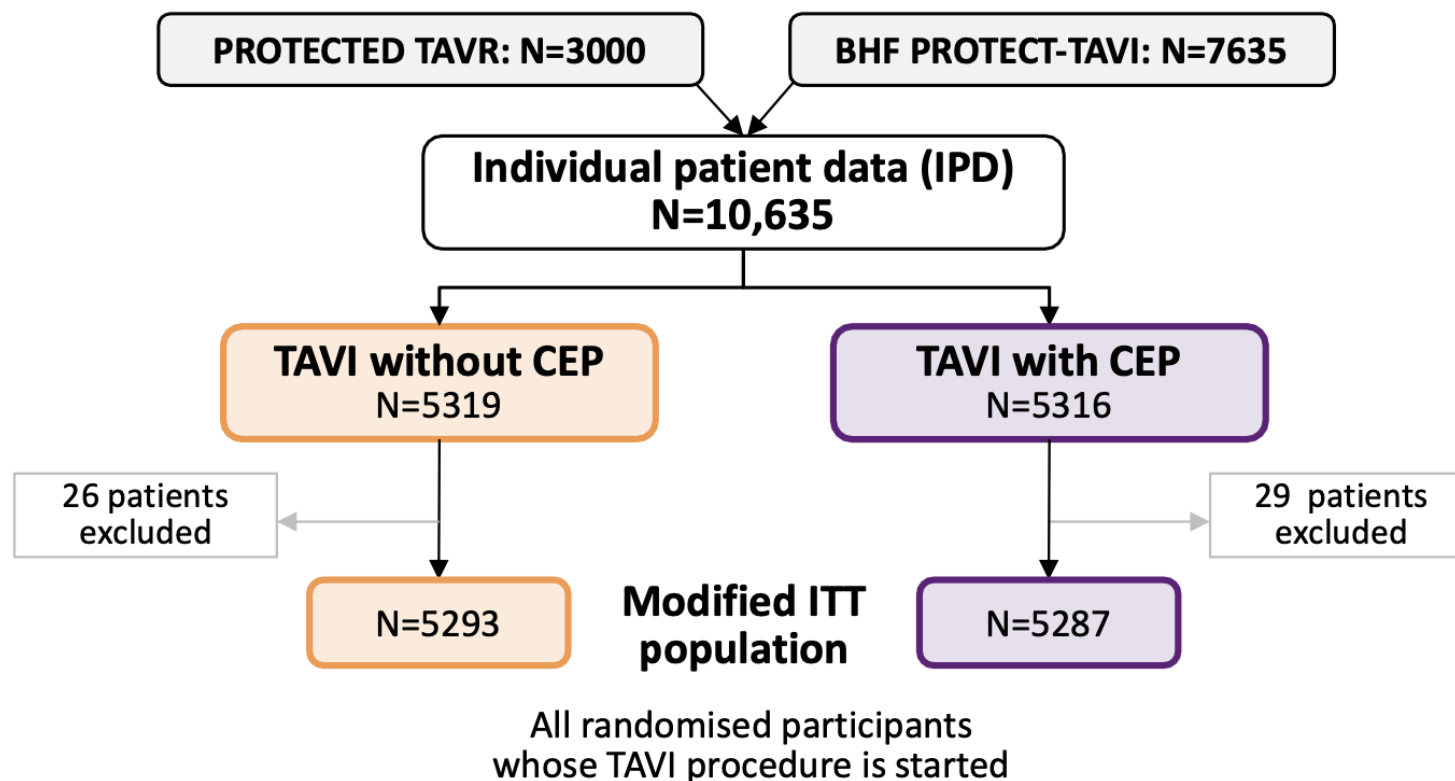 PROTECTED TAVR: N=3000
BHF PROTECT-TAVI: N=7635
Individual patient data (IPD)
N=10,635
TAVI without CEP
N=5319
TAVI with CEP
N=5316
26 patients
excluded
29 patients
excluded
N=5293
Modified ITT
population
N=5287
All randomised participants
whose TAVI procedure is started